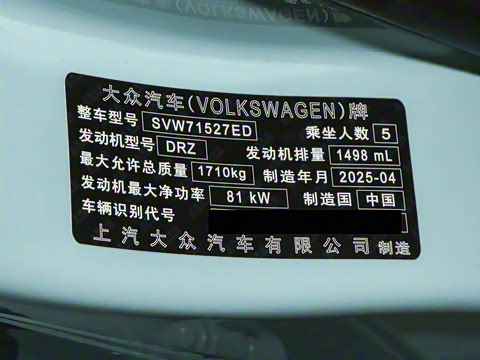 大众汽车(VOLKSWAGEN)牌
整车型号 SVW71527ED 乘坐人数 5
发动机型号 DRZ 发动机排量 1498 mL
最大允许总质量 1710kg 制造年月 2025-04
发动机最大净功率 81 kW 制造国 中国
车辆识别代号
上汽大众汽车有限公司 制造